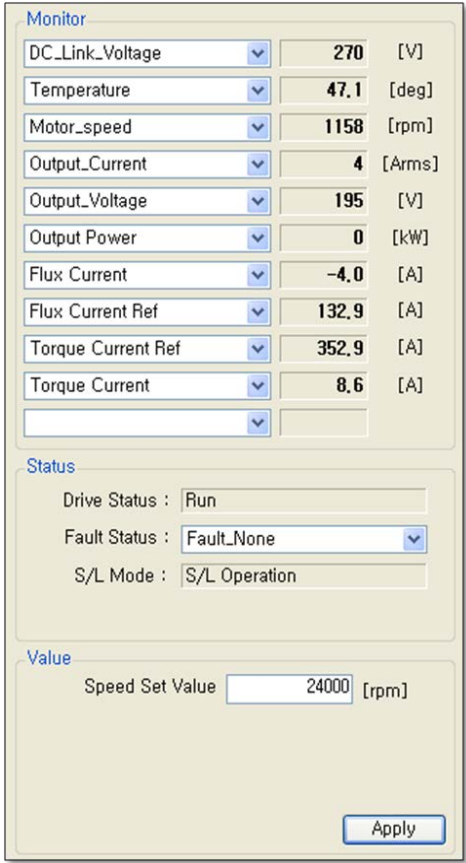 Monitor
DC_Link_Voltage 270 [V]
Temperature 47.1 [deg]
Motor_speed 1158 [rpm]
Output_Current 4 [Arms]
Output_Voltage 195 [V]
Output Power 0 [kW]
Flux Current -4.0 [A]
Flux Current Ref 132.9 [A]
Torque Current Ref 352.9 [A]
Torque Current 8.6 [A]
Status
Drive Status : Run
Fault Status : Fault_None
S/L Mode : S/L Operation
Value
Speed Set Value 24000 [rpm]
Apply